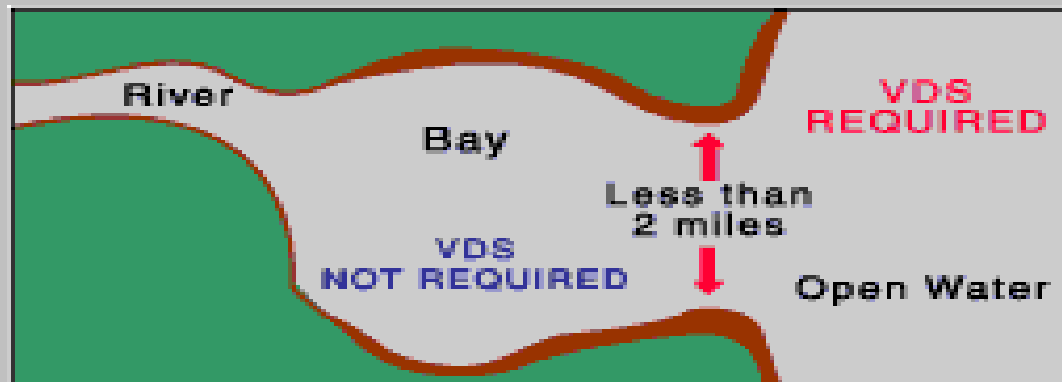 River
Bay
VDS
REQUIRED
Less than
2 miles
VDS
NOT REQUIRED
Open Water